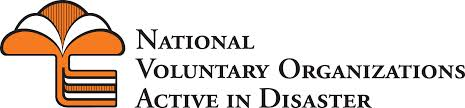 National
Voluntary Organizations
Active in Disaster